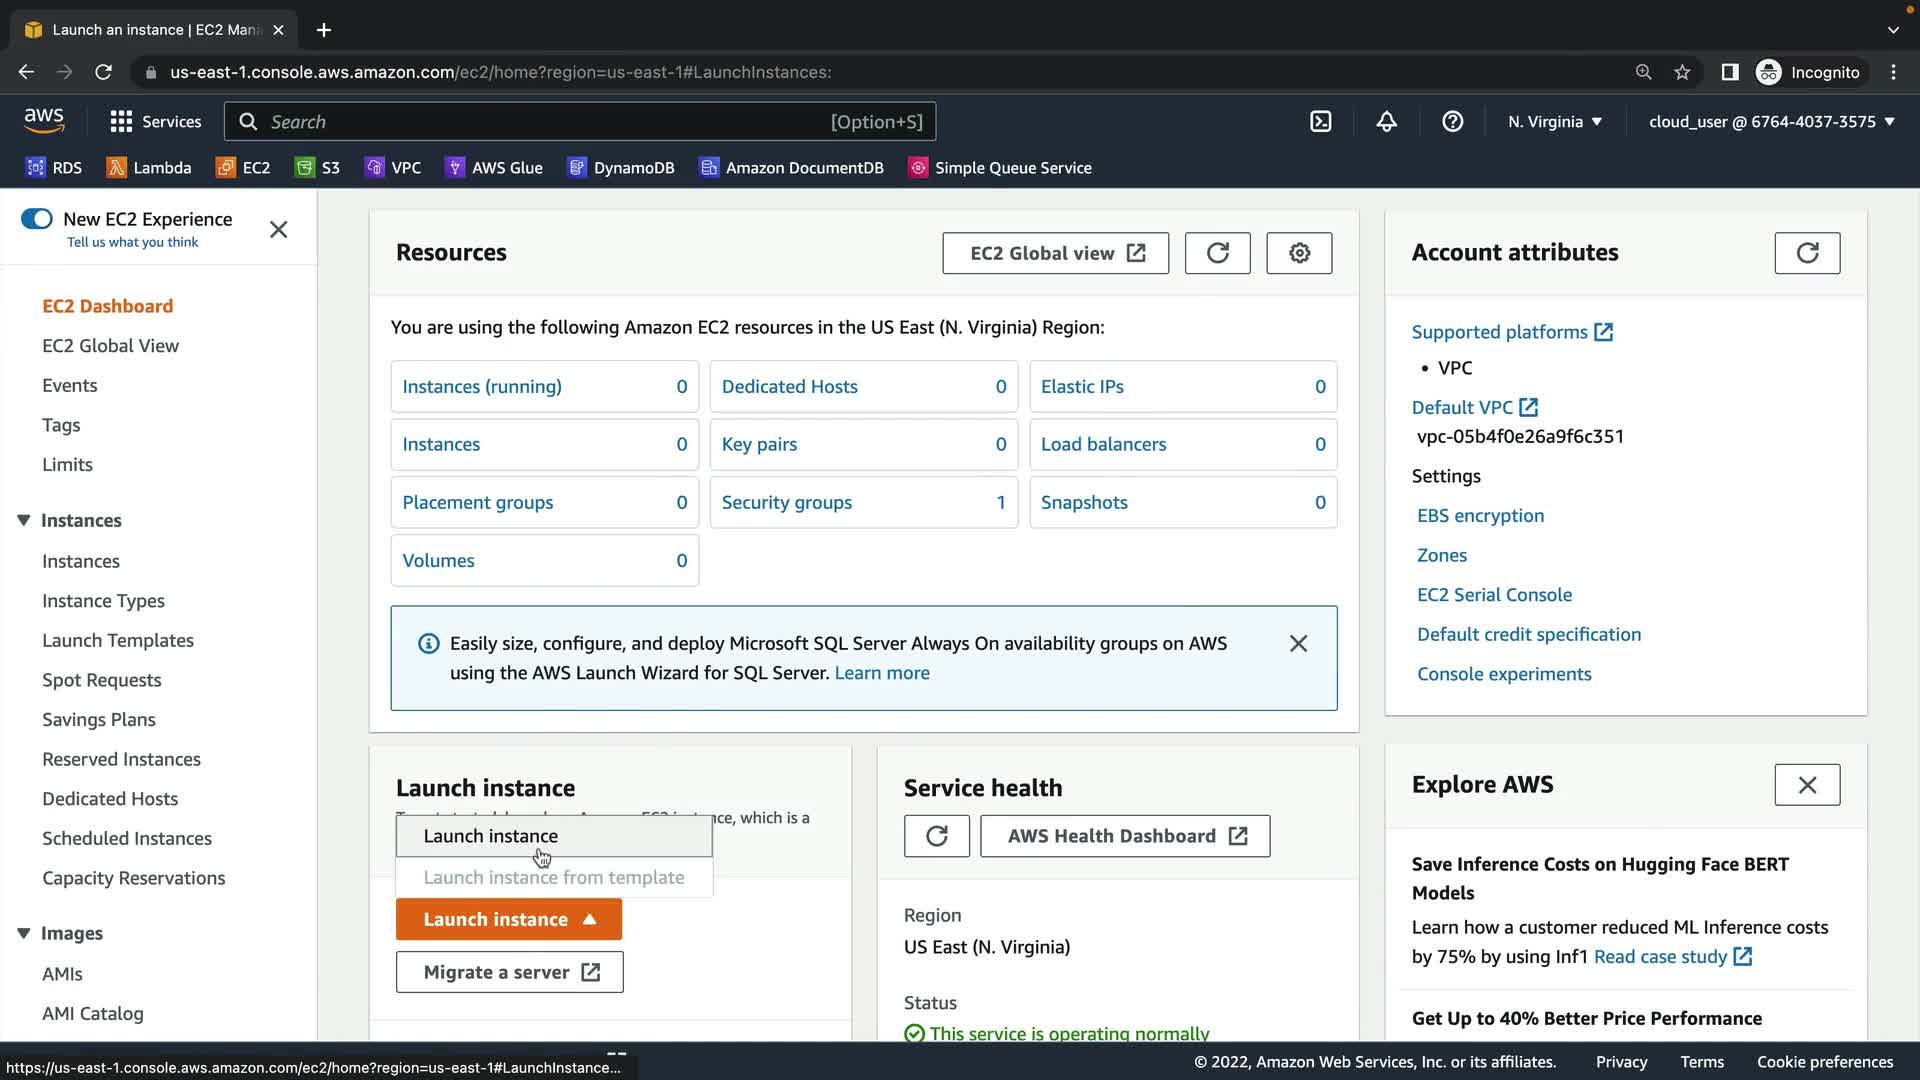 Launch an instance | EC2 Mana
us-east-1.console.aws.amazon.com/ec2/home?region=us-east-1#LaunchInstances:
Incognito
aws
Services
Search
[Option+S]
N. Virginia
cloud_user @ 6764-4037-3575
RDS
Lambda
EC2
S3
VPC
AWS Glue
DynamoDB
Amazon DocumentDB
Simple Queue Service
New EC2 Experience
Tell us what you think
EC2 Dashboard
EC2 Global View
Events
Tags
Limits
Instances
Instances
Instance Types
Launch Templates
Spot Requests
Savings Plans
Reserved Instances
Dedicated Hosts
Scheduled Instances
Capacity Reservations
Images
AMIs
AMI Catalog
Resources
EC2 Global view
You are using the following Amazon EC2 resources in the US East (N. Virginia) Region:
Instances (running) 0
Dedicated Hosts 0
Elastic IPs 0
Instances 0
Key pairs 0
Load balancers 0
Placement groups 0
Security groups 1
Snapshots 0
Volumes 0
Easily size, configure, and deploy Microsoft SQL Server Always On availability groups on AWS
using the AWS Launch Wizard for SQL Server. Learn more
Launch instance
nce, which is a
Launch instance
Launch instance from template
Launch instance
Migrate a server
Service health
AWS Health Dashboard
Region
US East (N. Virginia)
Status
This service is operating normally
Account attributes
Supported platforms
• VPC
Default VPC
vpc-05b4f0e26a9f6c351
Settings
EBS encryption
Zones
EC2 Serial Console
Default credit specification
Console experiments
Explore AWS
Save Inference Costs on Hugging Face BERT
Models
Learn how a customer reduced ML Inference costs
by 75% by using Inf1 Read case study
Get Up to 40% Better Price Performance
https://us-east-1.console.aws.amazon.com/ec2/home?region=us-east-1#LaunchInstance...
© 2022, Amazon Web Services, Inc. or its affiliates.
Privacy
Terms
Cookie preferences